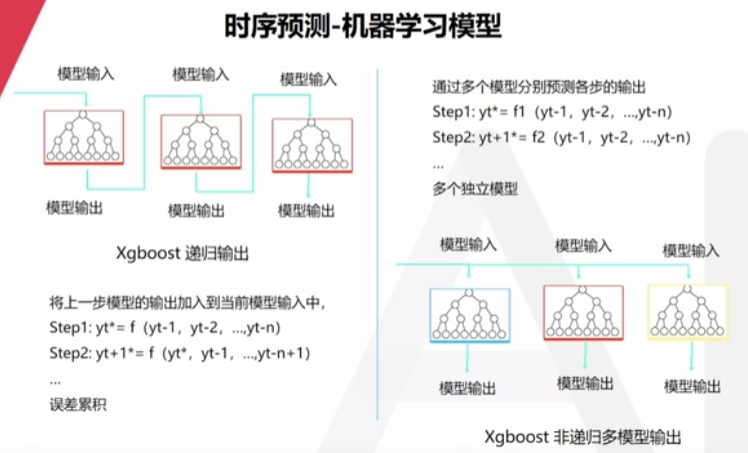 时序预测-机器学习模型
模型输入
模型输入
模型输入
模型输出
模型输出
模型输出
Xgboost 递归输出
将上一步模型的输出加入到当前模型输入中，
Step1: yt*= f（yt-1，yt-2，...,yt-n）
Step2: yt+1*= f（yt*，yt-1，...,yt-n+1）
...
误差累积
通过多个模型分别预测各步的输出
Step1: yt*= f1（yt-1，yt-2，...,yt-n）
Step2: yt+1*= f2（yt-1，yt-2，...,yt-n）
...
多个独立模型
模型输入
模型输入
模型输入
模型输出
模型输出
模型输出
Xgboost 非递归多模型输出